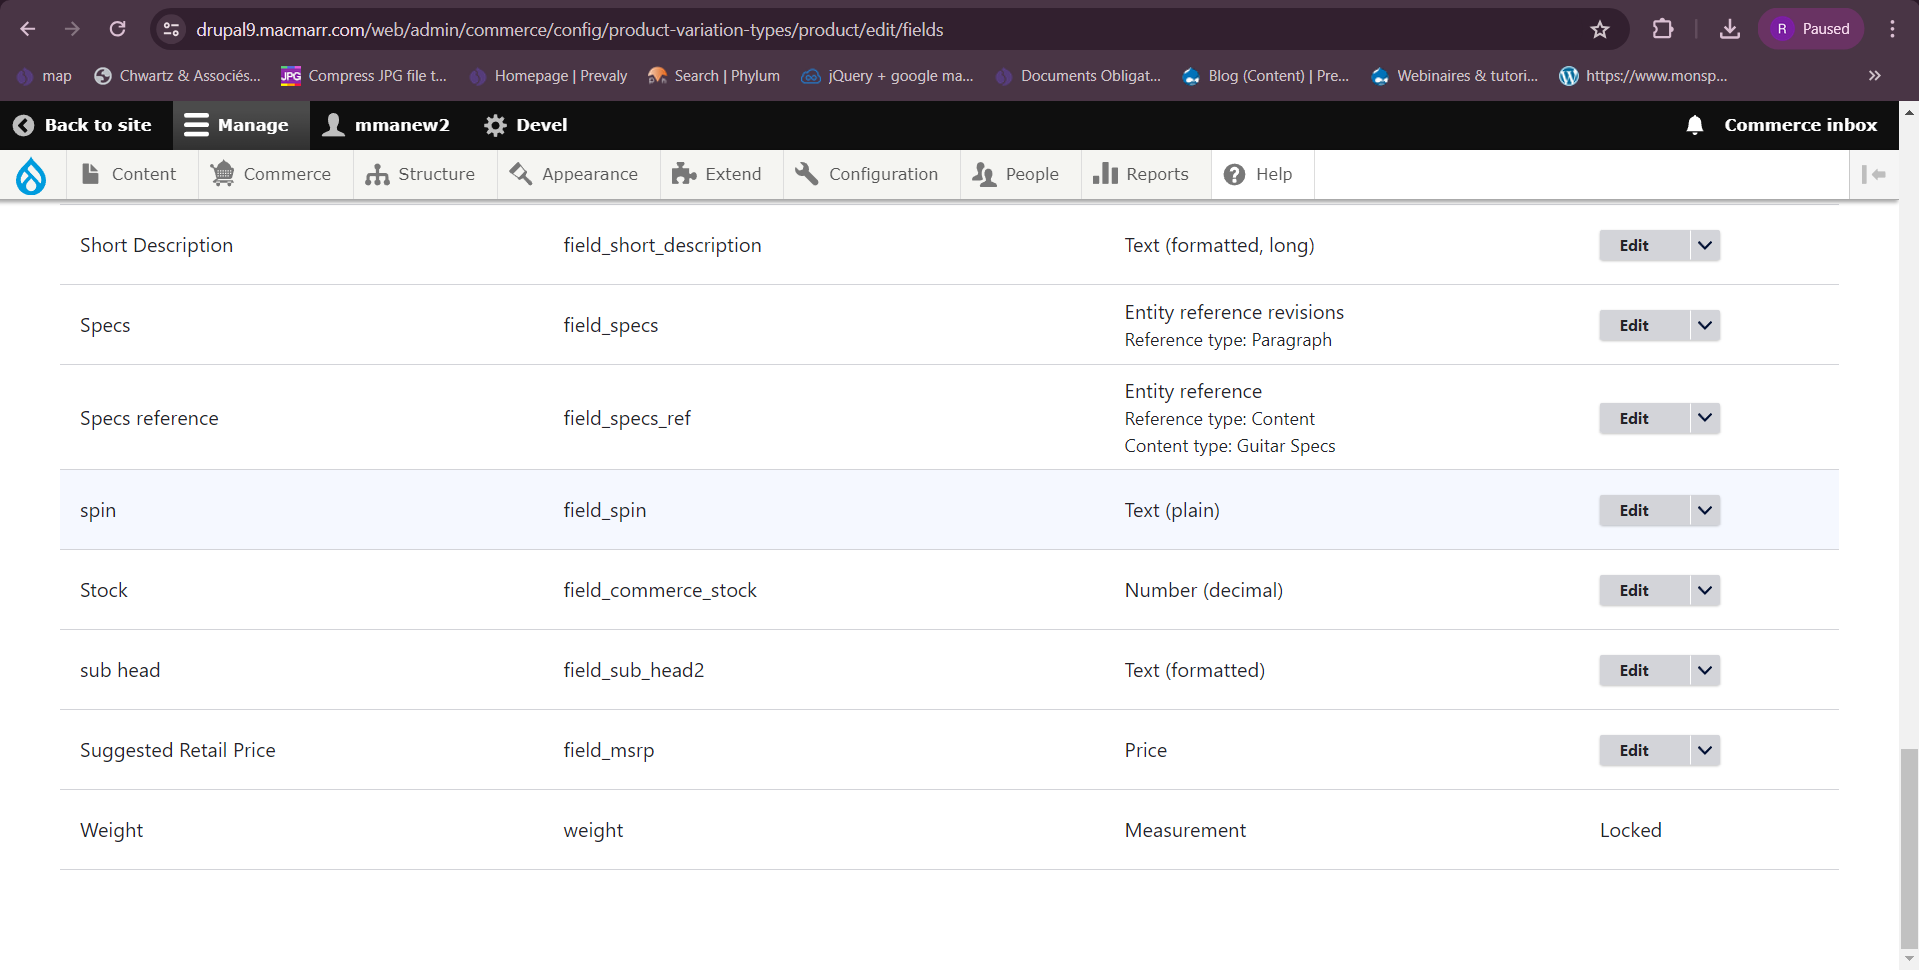 drupal9.macmarr.com/web/admin/commerce/config/product-variation-types/product/edit/fields
R Paused
map
Chwartz & Associés...
JPG
Compress JPG file t...
Homepage | Prevaly
Search | Phylum
jQuery + google ma...
Documents Obligat...
Blog (Content) | Pre...
Webinaires & tutori...
https://www.monsp...
Back to site
Manage
mmanew2
Devel
Commerce inbox
Content
Commerce
Structure
Appearance
Extend
Configuration
People
Reports
Help
Short Description field_short_description Text (formatted, long) Edit
Specs field_specs Entity reference revisions Edit
Reference type: Paragraph
Specs reference field_specs_ref Entity reference Edit
Reference type: Content
Content type: Guitar Specs
spin field_spin Text (plain) Edit
Stock field_commerce_stock Number (decimal) Edit
sub head field_sub_head2 Text (formatted) Edit
Suggested Retail Price field_msrp Price Edit
Weight weight Measurement Locked